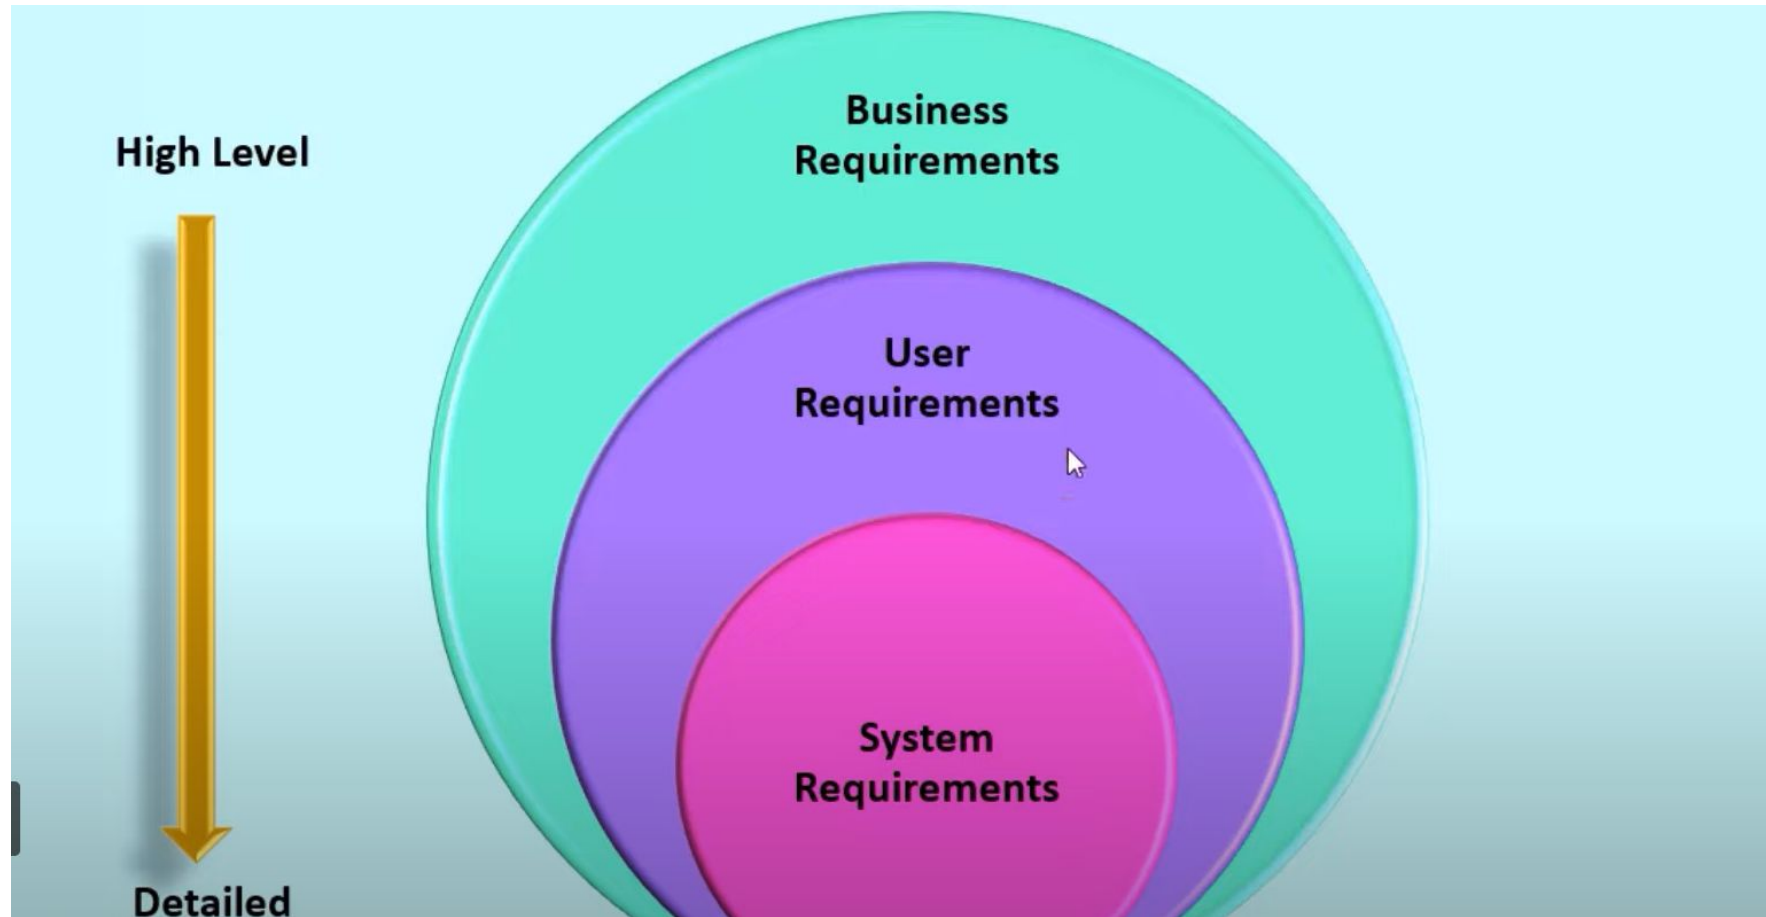 High Level
Detailed
Business
Requirements
User
Requirements
System
Requirements